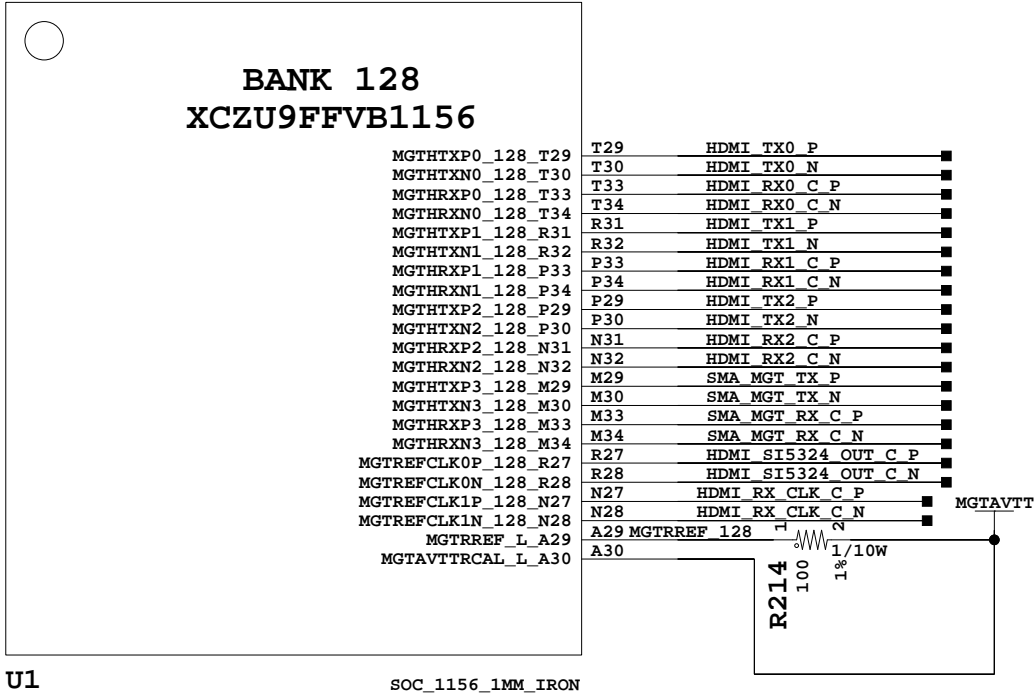 BANK 128
XCZU9FFVB1156
MGTHTXP0_128_T29 T29 HDMI_TX0_P
MGTHTXN0_128_T30 T30 HDMI_TX0_N
MGTHRXP0_128_T33 T33 HDMI_RX0_C_P
MGTHRXN0_128_T34 T34 HDMI_RX0_C_N
MGTHTXP1_128_R31 R31 HDMI_TX1_P
MGTHTXN1_128_R32 R32 HDMI_TX1_N
MGTHRXP1_128_P33 P33 HDMI_RX1_C_P
MGTHRXN1_128_P34 P34 HDMI_RX1_C_N
MGTHTXP2_128_P29 P29 HDMI_TX2_P
MGTHTXN2_128_P30 P30 HDMI_TX2_N
MGTHRXP2_128_N31 N31 HDMI_RX2_C_P
MGTHRXN2_128_N32 N32 HDMI_RX2_C_N
MGTHTXP3_128_M29 M29 SMA_MGT_TX_P
MGTHTXN3_128_M30 M30 SMA_MGT_TX_N
MGTHRXP3_128_M33 M33 SMA_MGT_RX_C_P
MGTHRXN3_128_M34 M34 SMA_MGT_RX_C_N
MGTREFCLK0P_128_R27 R27 HDMI_SI5324_OUT_C_P
MGTREFCLK0N_128_R28 R28 HDMI_SI5324_OUT_C_N
MGTREFCLK1P_128_N27 N27 HDMI_RX_CLK_C_P
MGTREFCLK1N_128_N28 N28 HDMI_RX_CLK_C_N
MGTAVTT
MGTRREF_L_A29 A29 MGTRREF_128 1 2
MGTAVTTRCAL_L_A30 A30 1/10W
R214 100 1%
U1 SOC_1156_1MM_IRON